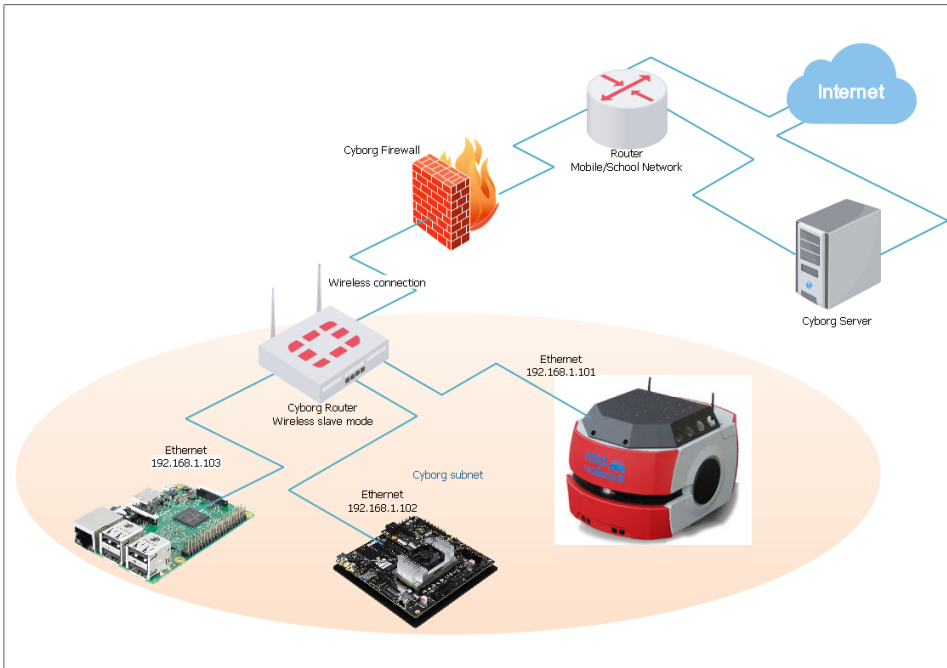 Internet
Cyborg Firewall
Router
Mobile/School Network
Wireless connection
Cyborg Server
Ethernet
192.168.1.101
Cyborg Router
Wireless slave mode
Ethernet
192.168.1.103
Cyborg subnet
Ethernet
192.168.1.102
adept